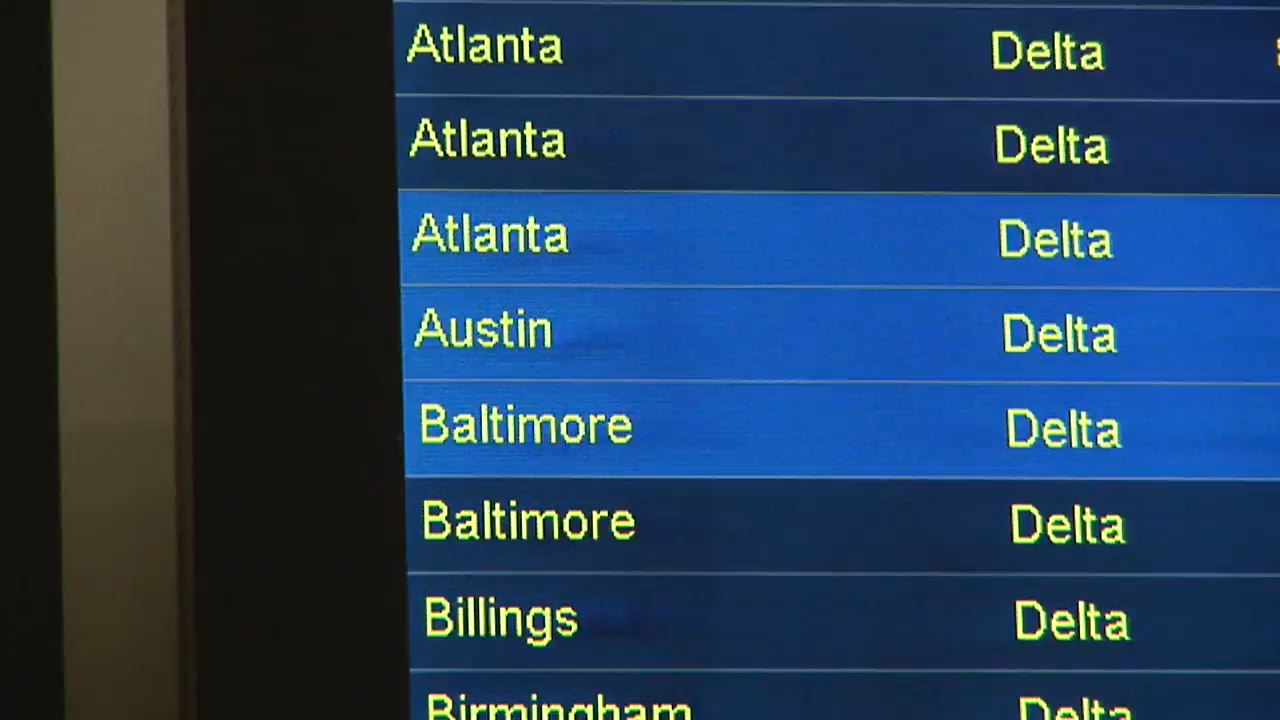 Atlanta Delta
Atlanta Delta
Atlanta Delta
Austin Delta
Baltimore Delta
Baltimore Delta
Billings Delta
Birmingham Delta